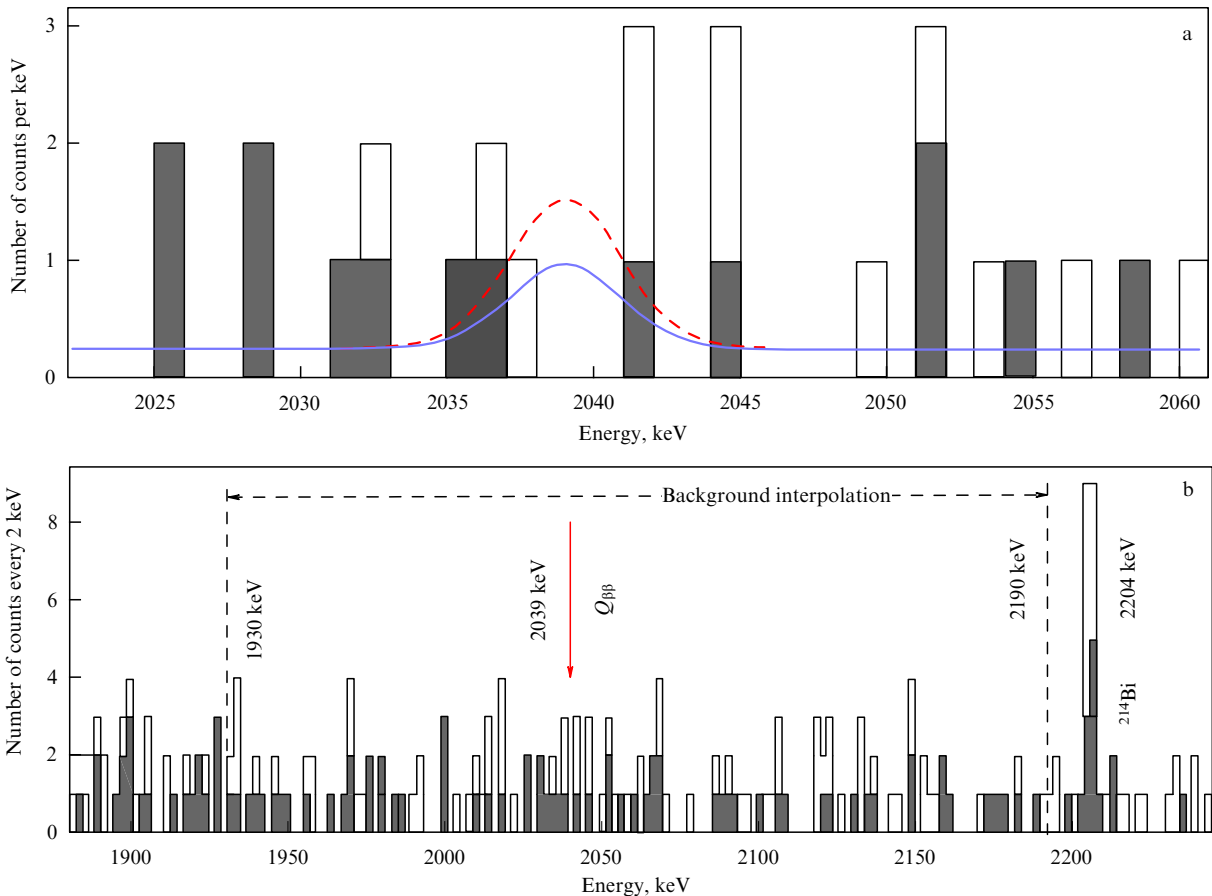 a
Number of counts per keV
3
2
1
0
2025 2030 2035 2040 2045 2050 2055 2060
Energy, keV
b
Number of counts every 2 keV
8
6
4
2
0
Background interpolation
1930 keV
2039 keV
Qββ
2190 keV
2204 keV
²¹⁴Bi
1900 1950 2000 2050 2100 2150 2200
Energy, keV